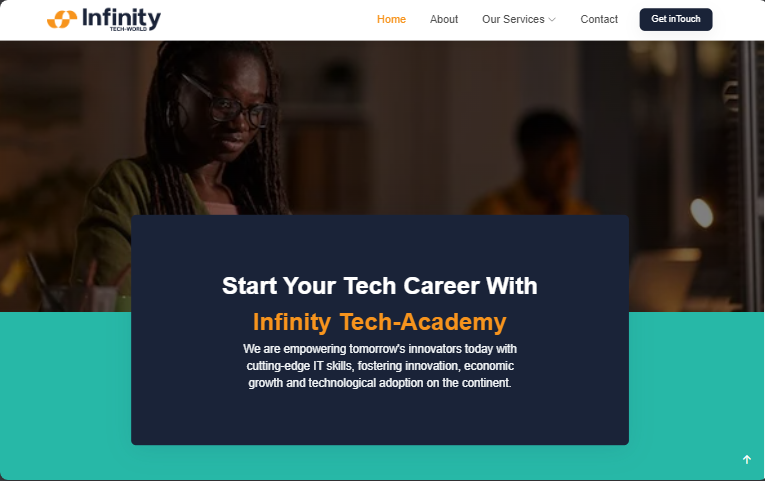 Infinity
TECH-WORLD
Home About Our Services Contact Get inTouch
Start Your Tech Career With
Infinity Tech-Academy
We are empowering tomorrow's innovators today with
cutting-edge IT skills, fostering innovation, economic
growth and technological adoption on the continent.